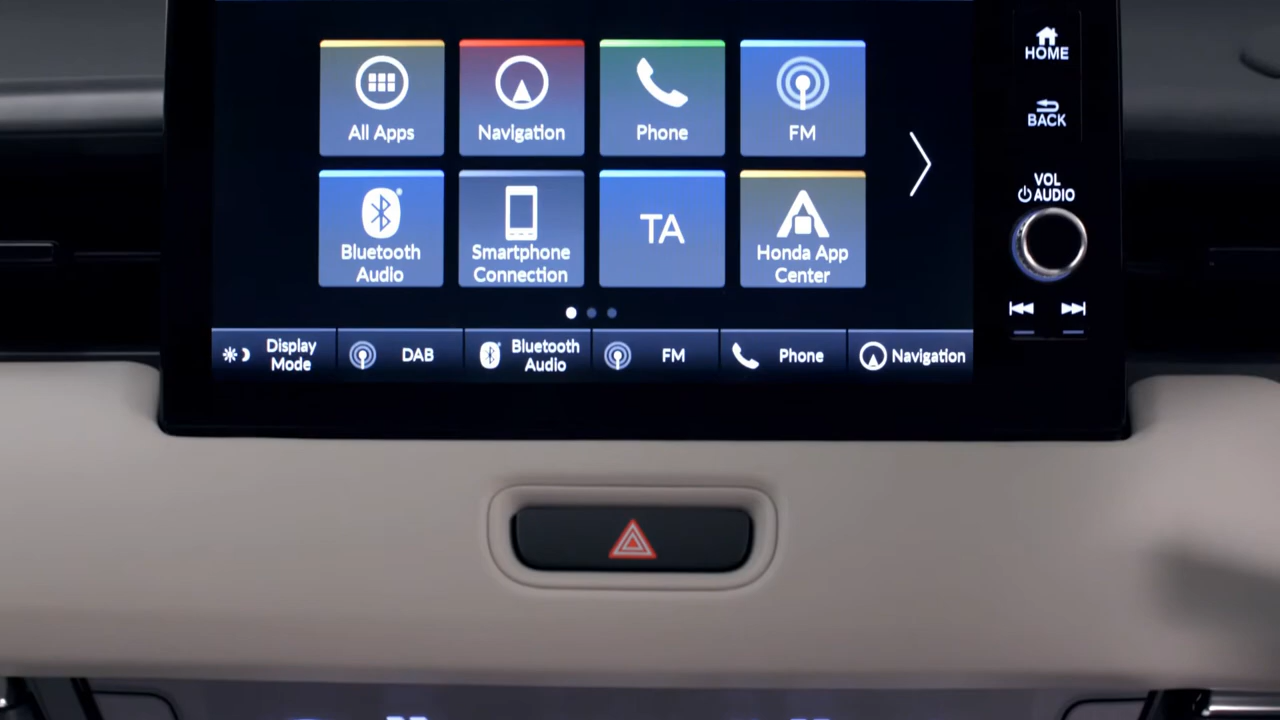 All Apps
Navigation
Phone
FM
Bluetooth
Audio
Smartphone
Connection
TA
Honda App
Center
Display
Mode
DAB
Bluetooth
Audio
FM
Phone
Navigation
HOME
BACK
VOL
AUDIO